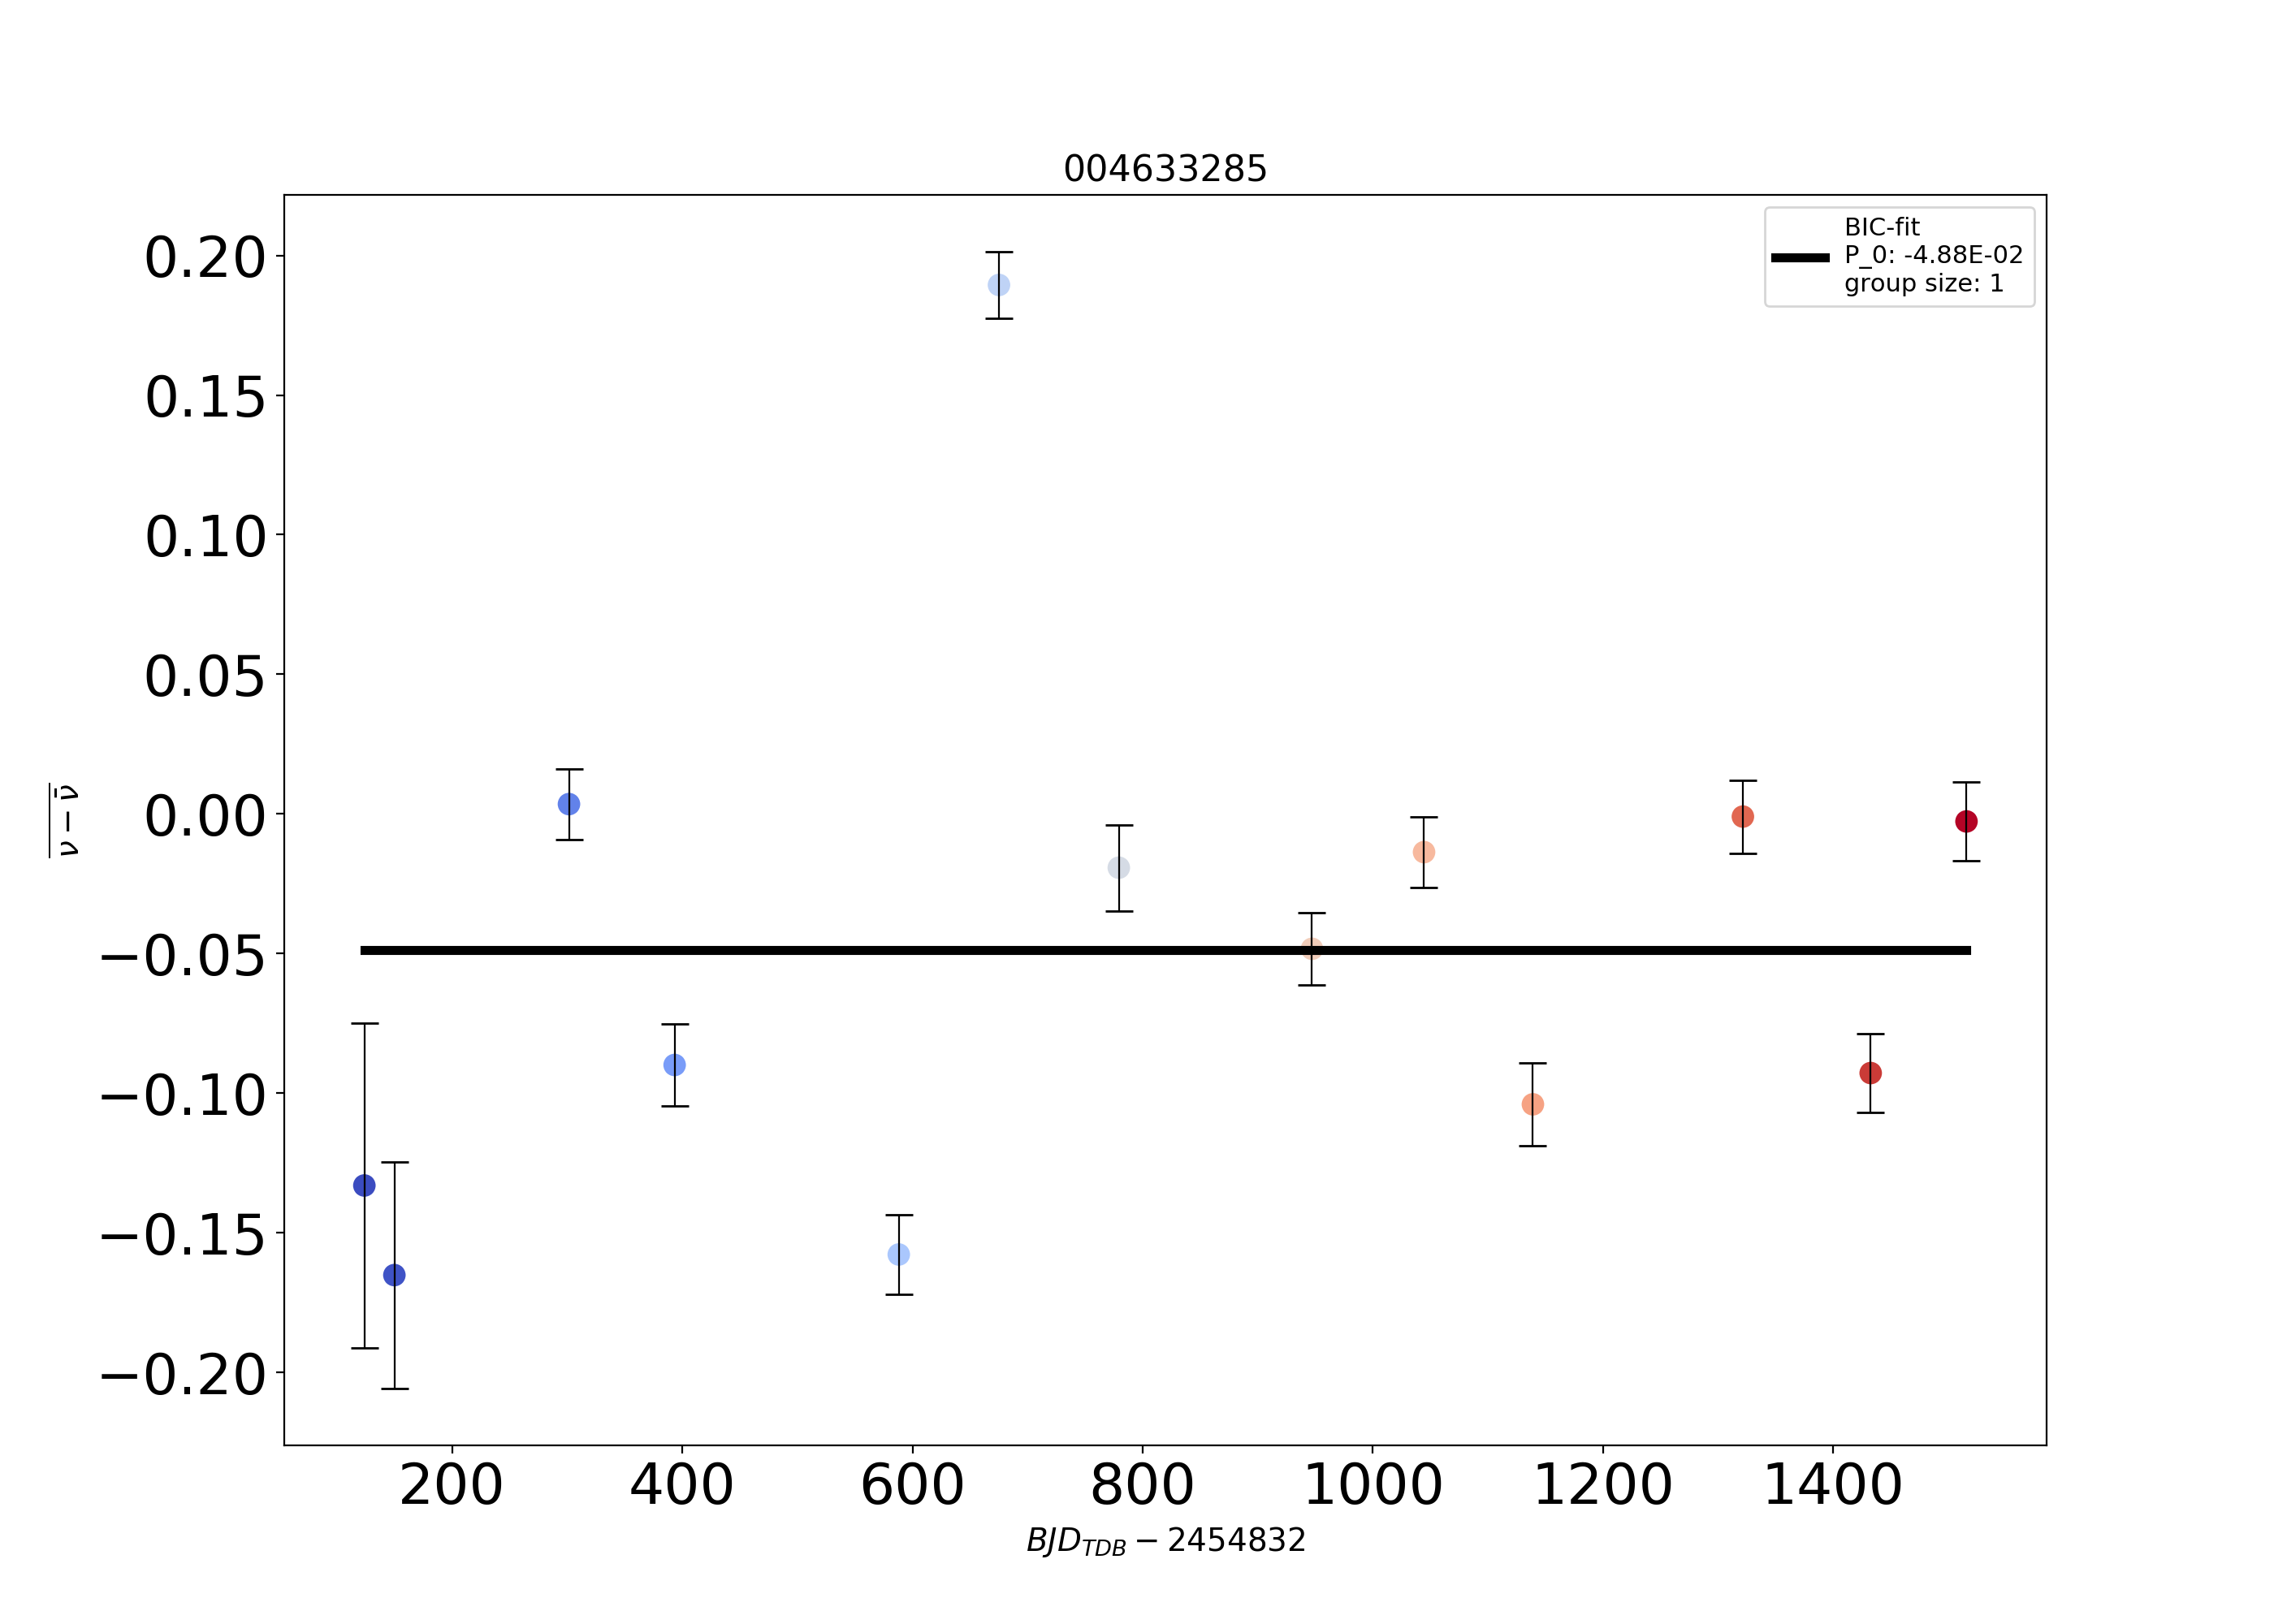 004633285
BIC-fit
P_0: -4.88E-02
group size: 1
0.20
0.15
0.10
0.05
0.00
−0.05
−0.10
−0.15
−0.20
ν − ν̄
200 400 600 800 1000 1200 1400
BJD_TDB − 2454832